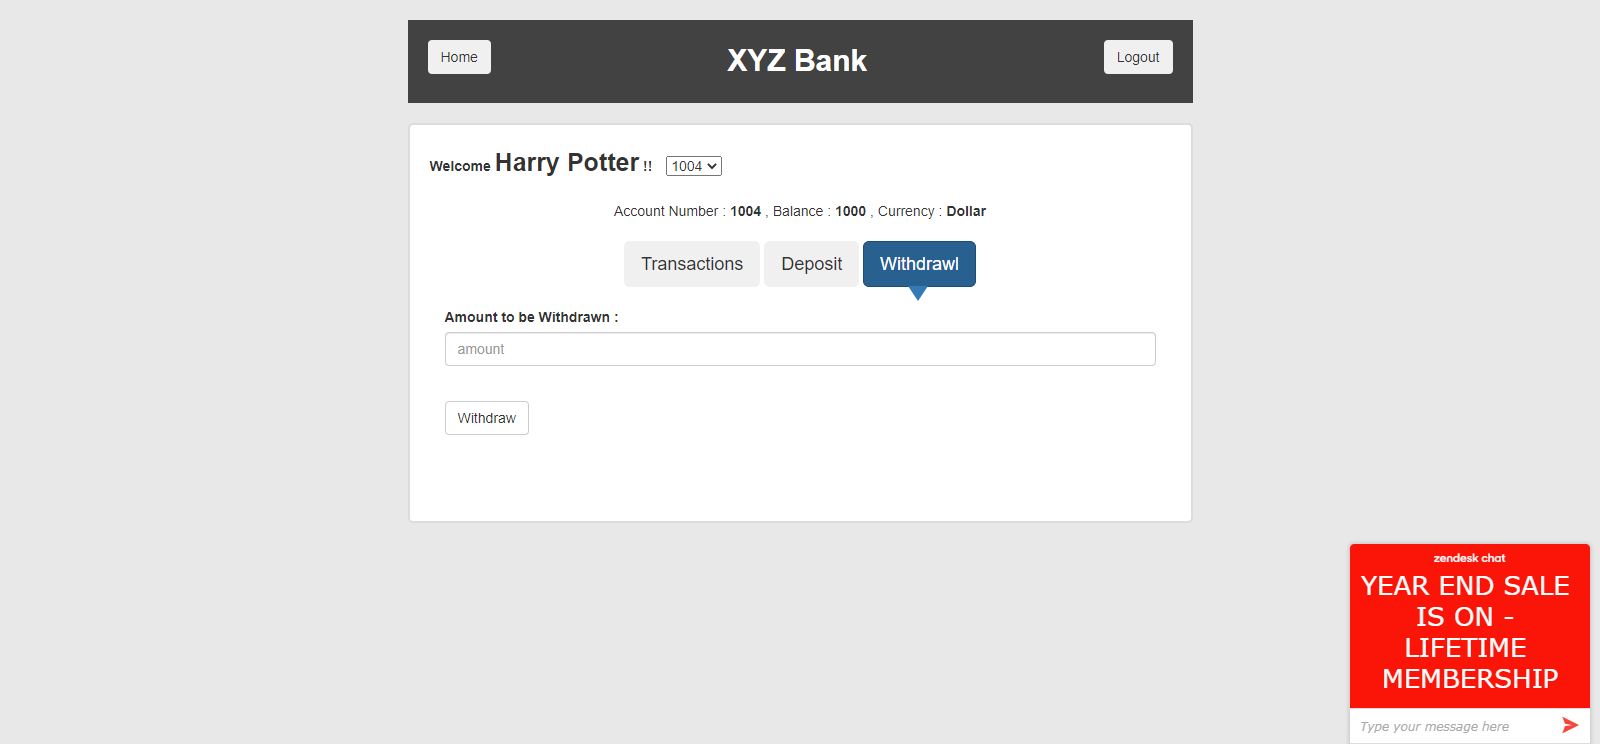 Home
XYZ Bank
Logout
Welcome Harry Potter !! 1004
Account Number : 1004 , Balance : 1000 , Currency : Dollar
Transactions
Deposit
Withdrawl
Amount to be Withdrawn :
amount
Withdraw
zendesk chat
YEAR END SALE
IS ON -
LIFETIME
MEMBERSHIP
Type your message here